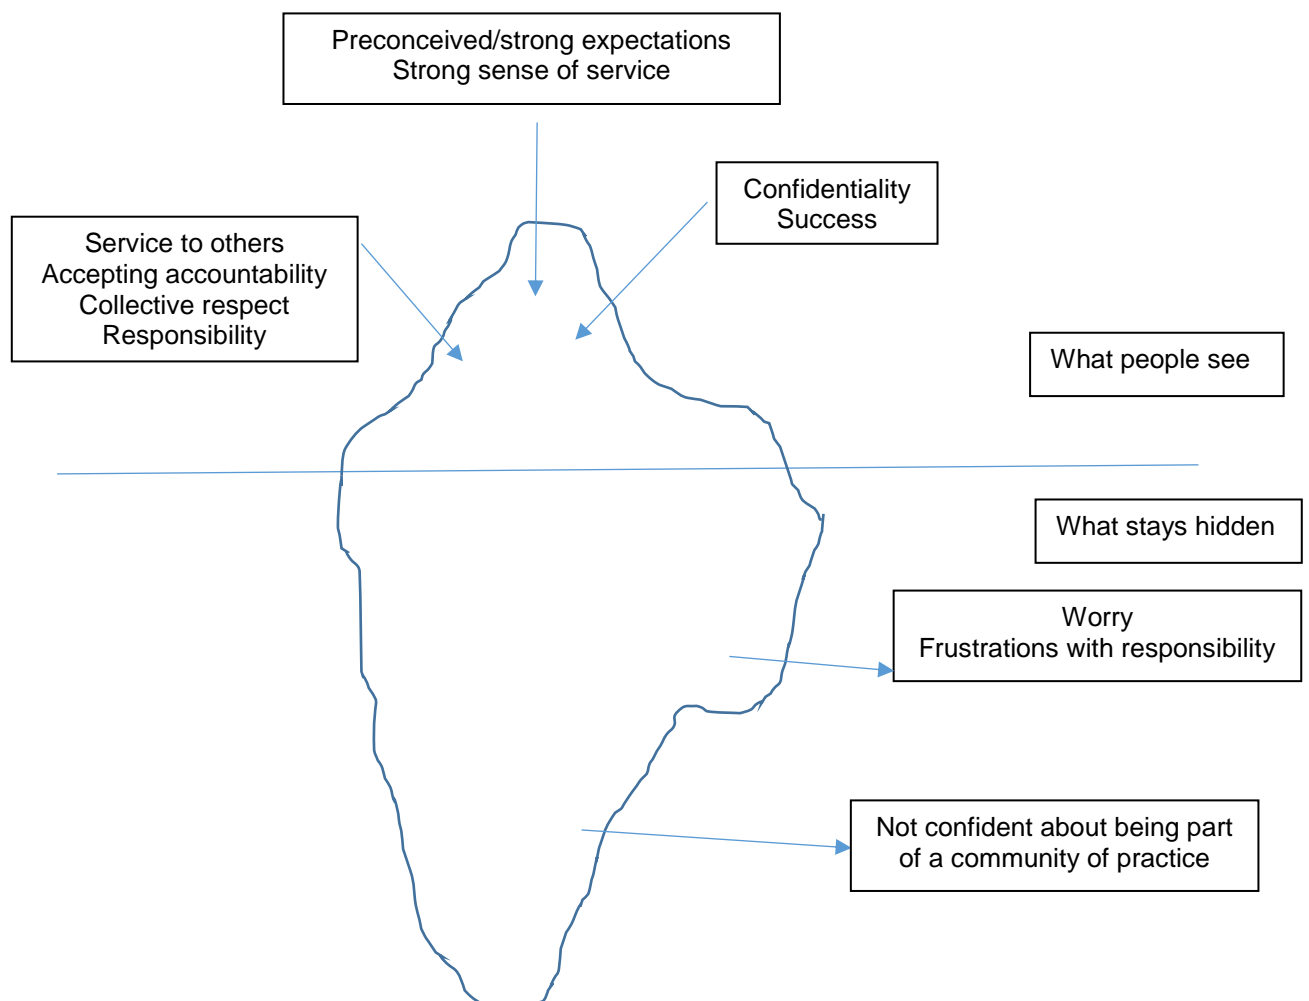 Preconceived/strong expectations
Strong sense of service
Confidentiality
Success
Service to others
Accepting accountability
Collective respect
Responsibility
What people see
What stays hidden
Worry
Frustrations with responsibility
Not confident about being part
of a community of practice